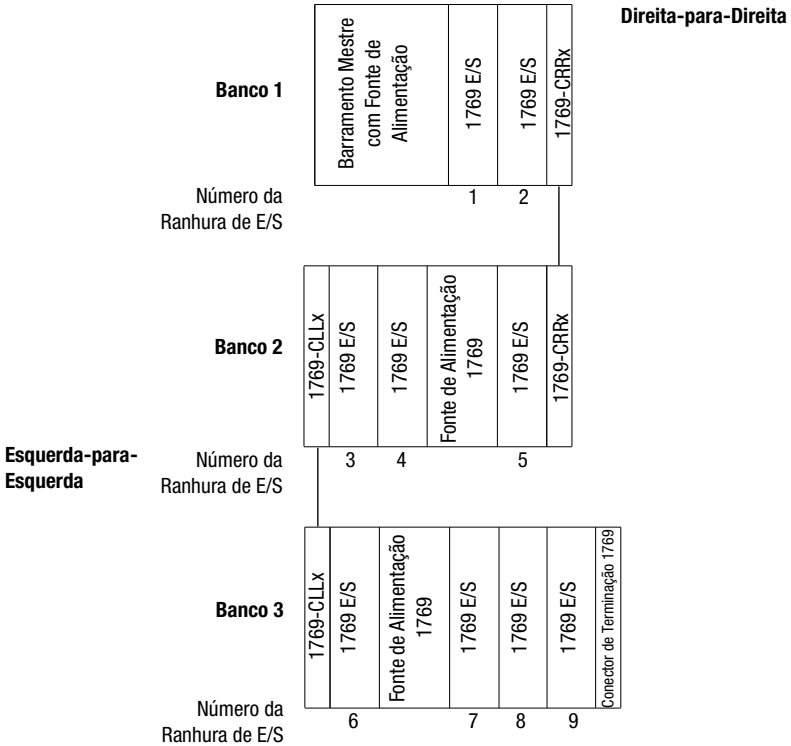 Direita-para-Direita
Banco 1
Barramento Mestre
com Fonte de
Alimentação
1769 E/S
1769 E/S
1769-CRRx
Número da
Ranhura de E/S
1
2
Banco 2
1769-CLLx
1769 E/S
1769 E/S
Fonte de Alimentação
1769
1769 E/S
1769-CRRx
Esquerda-para-
Esquerda
Número da
Ranhura de E/S
3
4
5
Banco 3
1769-CLLx
1769 E/S
Fonte de Alimentação
1769
1769 E/S
1769 E/S
1769 E/S
Conector de Terminação 1769
Número da
Ranhura de E/S
6
7
8
9